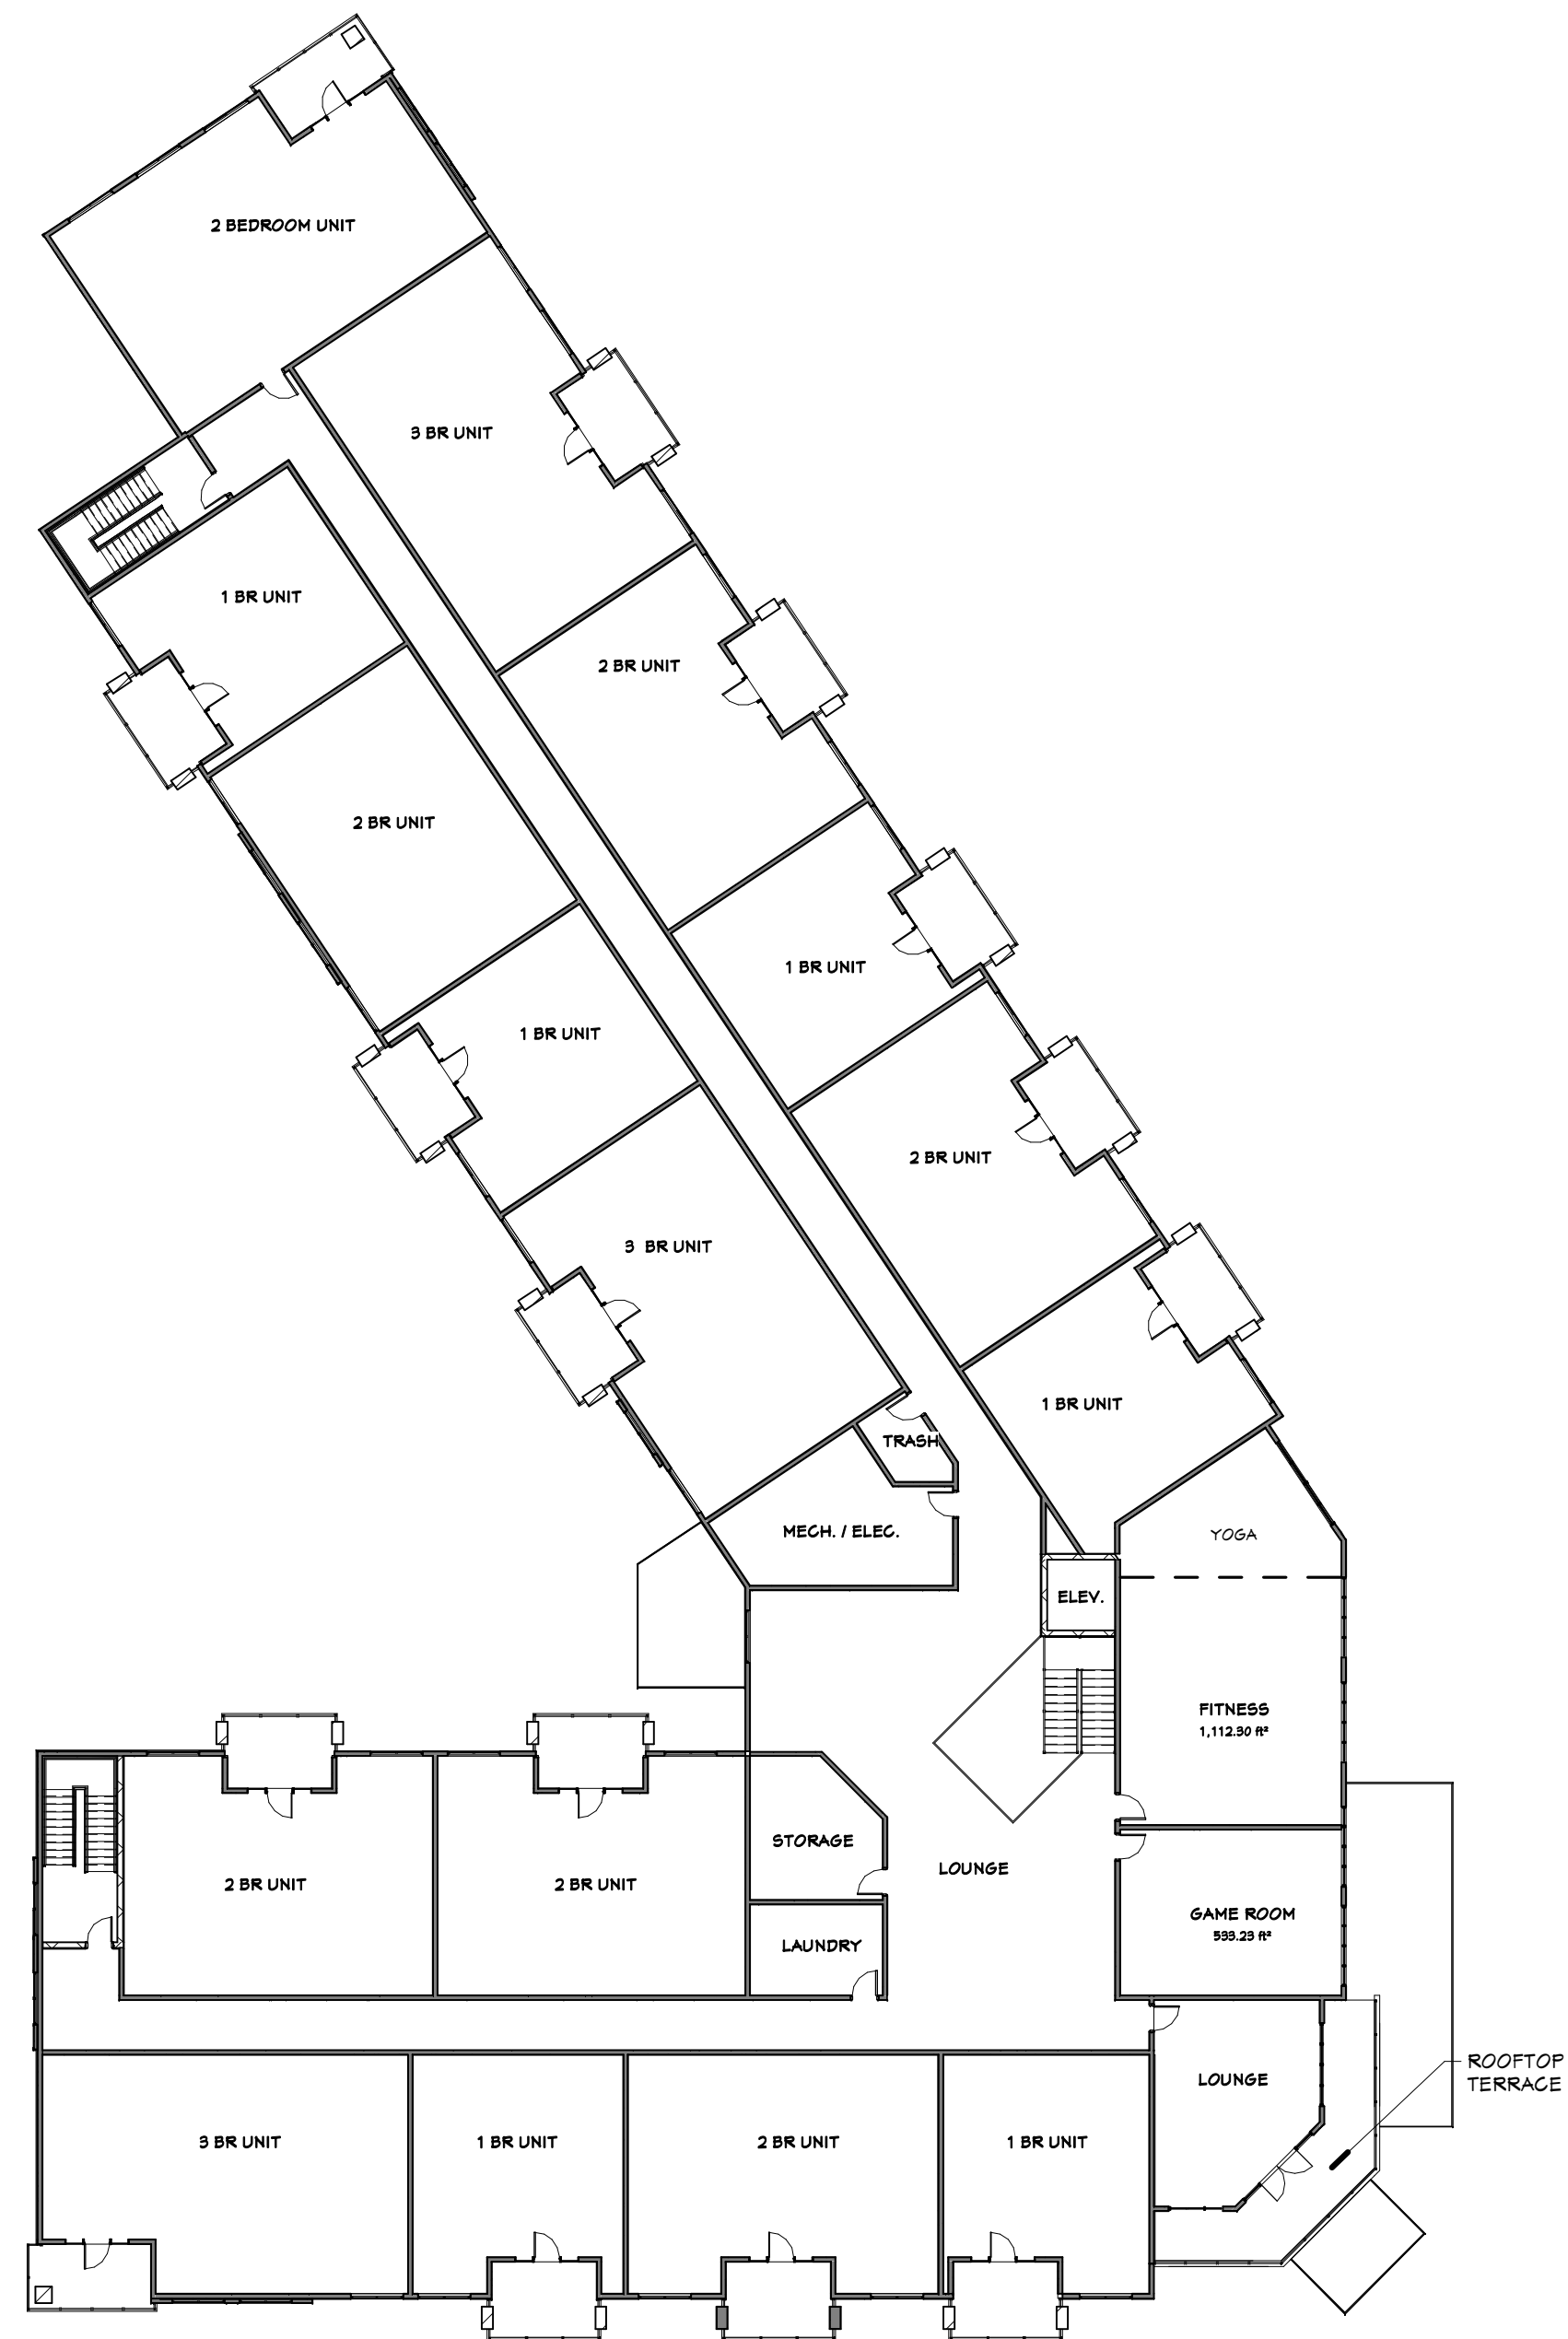 2 BEDROOM UNIT
3 BR UNIT
1 BR UNIT
2 BR UNIT
2 BR UNIT
1 BR UNIT
1 BR UNIT
2 BR UNIT
3 BR UNIT
1 BR UNIT
TRASH
MECH. / ELEC.
YOGA
ELEV.
FITNESS
1,112.30 ft²
STORAGE
LOUNGE
2 BR UNIT
2 BR UNIT
GAME ROOM
533.23 ft²
LAUNDRY
ROOFTOP
TERRACE
LOUNGE
3 BR UNIT
1 BR UNIT
2 BR UNIT
1 BR UNIT